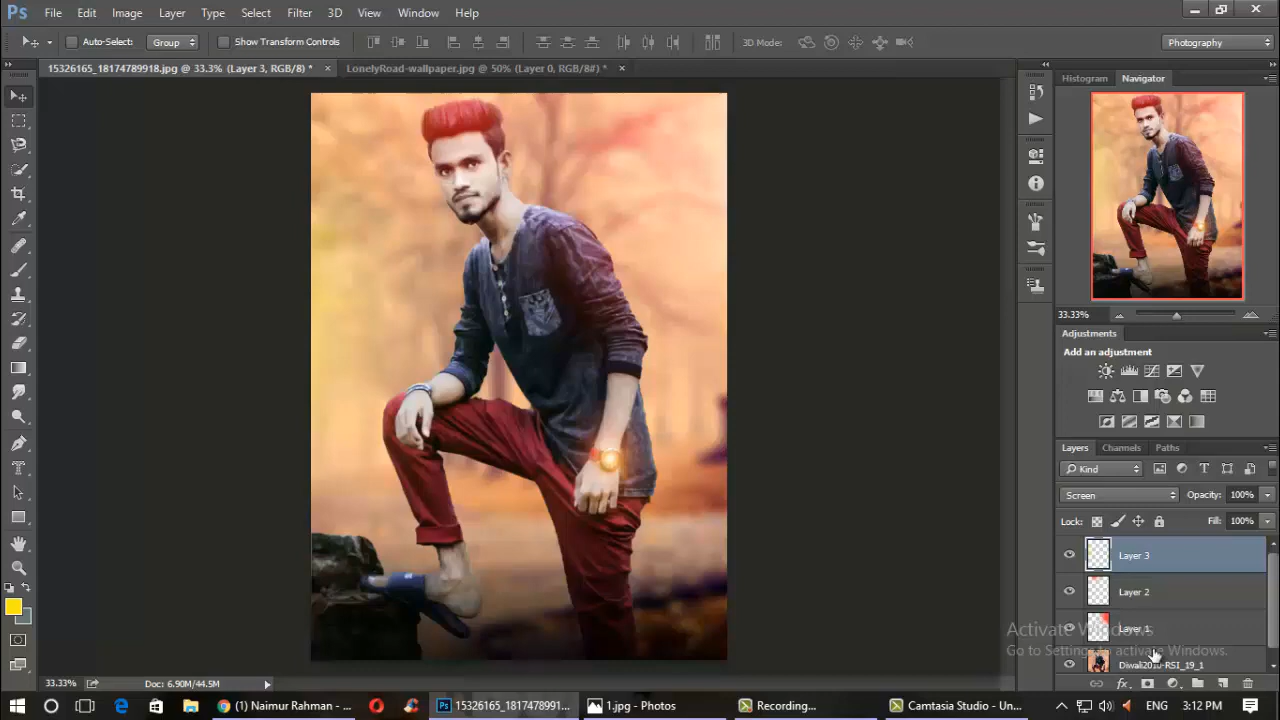 Ps File Edit Image Layer Type Select Filter 3D View Window Help
Auto-Select: Group Show Transform Controls 3D Mode: Photography
15326165_18174789918.jpg @ 33.3% (Layer 3, RGB/8) * × LonelyRoad-wallpaper.jpg @ 50% (Layer 0, RGB/8#) * ×
Histogram Navigator
33.33%
Adjustments
Add an adjustment
Layers Channels Paths
Kind
Screen Opacity: 100%
Lock: Fill: 100%
Layer 3
Layer 2
Layer 1
Activate Windows
Go to Settings to activate Windows.
Diwali2016-RSI_19_1
33.33% Doc: 6.90M/44.5M
(1) Naimur Rahman - ... 15326165_1817478991... 1.jpg - Photos Recording... Camtasia Studio - Un... ENG 3:12 PM